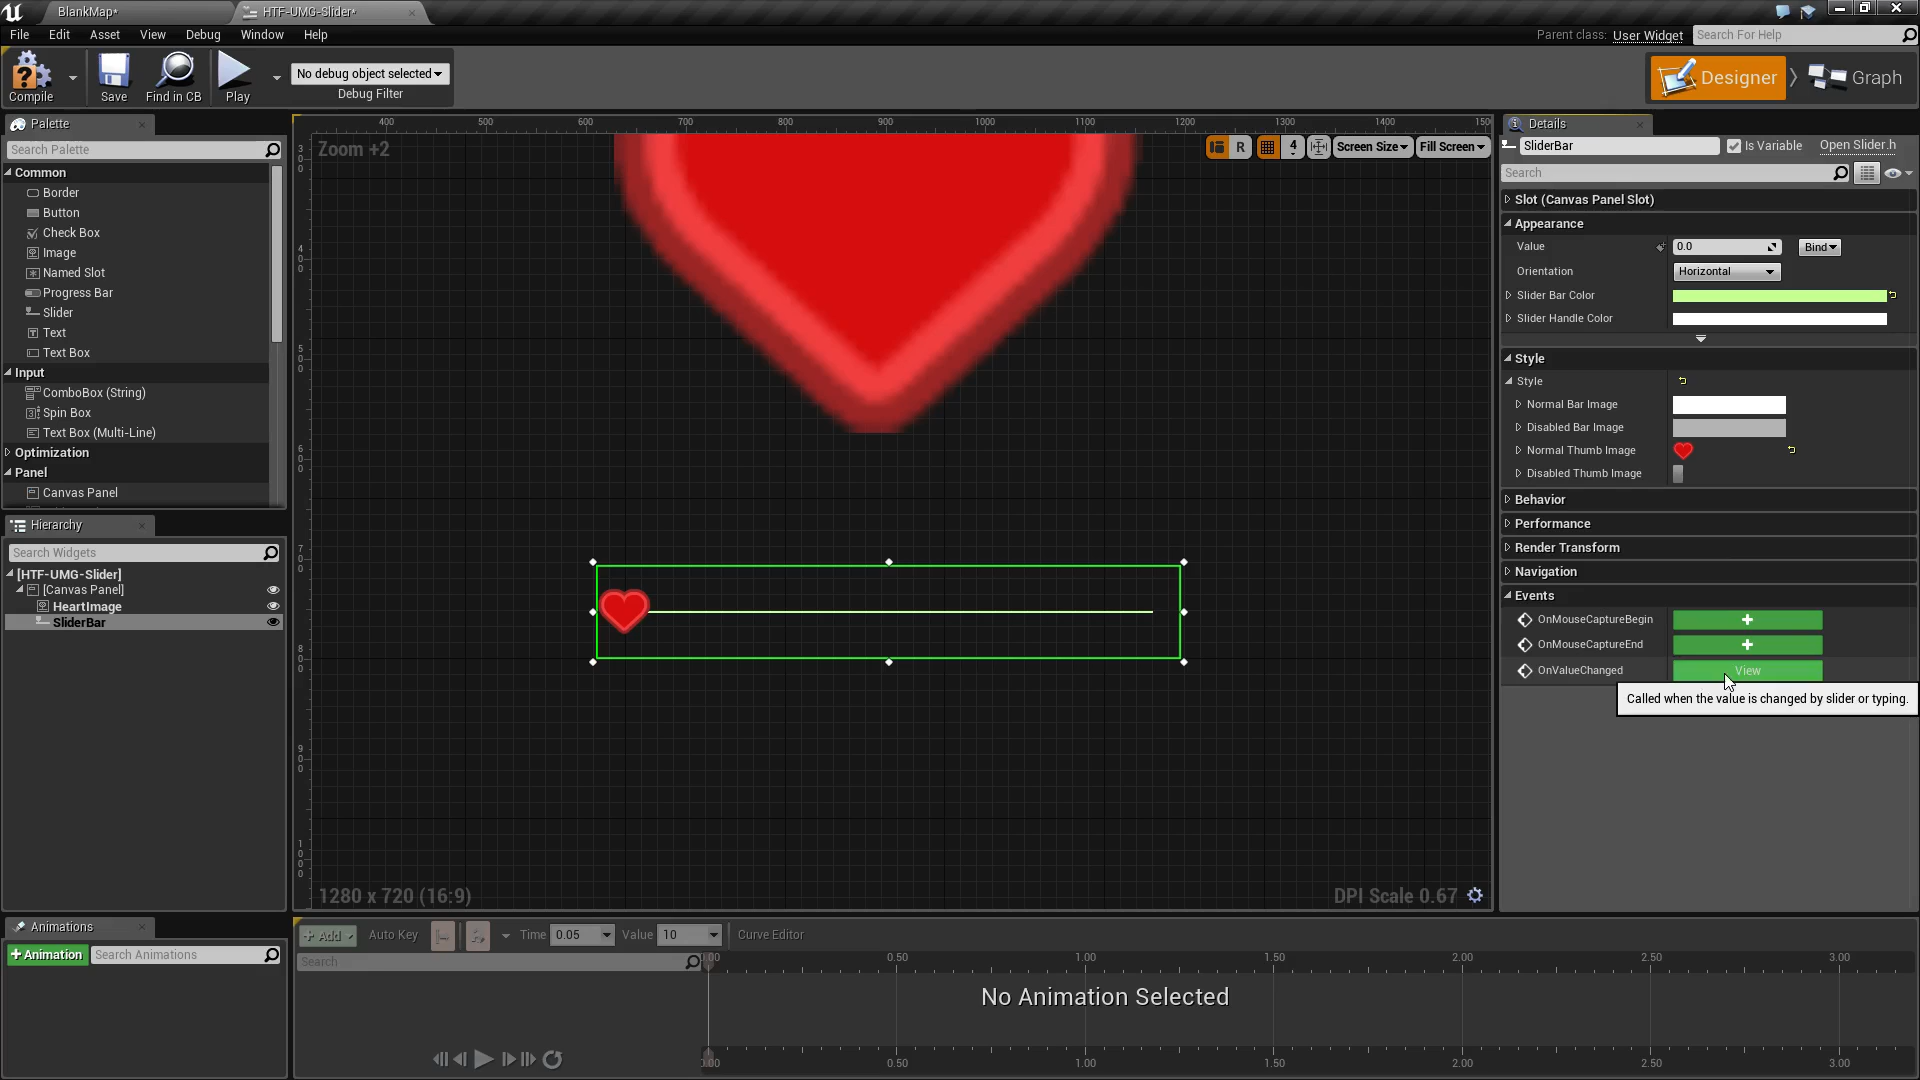 BlankMap*
HTF-UMG-Slider*
File Edit Asset View Debug Window Help
Parent class: User Widget
Search For Help
Compile
Save
Find in CB
Play
No debug object selected
Debug Filter
Designer
Graph
Palette
Search Palette
Common
Border
Button
Check Box
Image
Named Slot
Progress Bar
Slider
Text
Text Box
Input
ComboBox (String)
Spin Box
Text Box (Multi-Line)
Optimization
Panel
Canvas Panel
Hierarchy
Search Widgets
[HTF-UMG-Slider]
[Canvas Panel]
HeartImage
SliderBar
Animations
+ Animation
Search Animations
400 500 600 700 800 900 1000 1100 1200 1300 1400 150
300
400
500
600
700
800
900
1000
Zoom +2
R
4
Screen Size
Fill Screen
1280 x 720 (16:9)
DPI Scale 0.67
Details
SliderBar
Is Variable
Open Slider.h
Search
Slot (Canvas Panel Slot)
Appearance
Value 0.0 Bind
Orientation Horizontal
Slider Bar Color
Slider Handle Color
Style
Style
Normal Bar Image
Disabled Bar Image
Normal Thumb Image
Disabled Thumb Image
Behavior
Performance
Render Transform
Navigation
Events
OnMouseCaptureBegin +
OnMouseCaptureEnd +
OnValueChanged View
Called when the value is changed by slider or typing.
+ Add
Auto Key
Time 0.05
Value 10
Curve Editor
Search
0.00 0.50 1.00 1.50 2.00 2.50 3.00
No Animation Selected
0.00 0.50 1.00 1.50 2.00 2.50 3.00